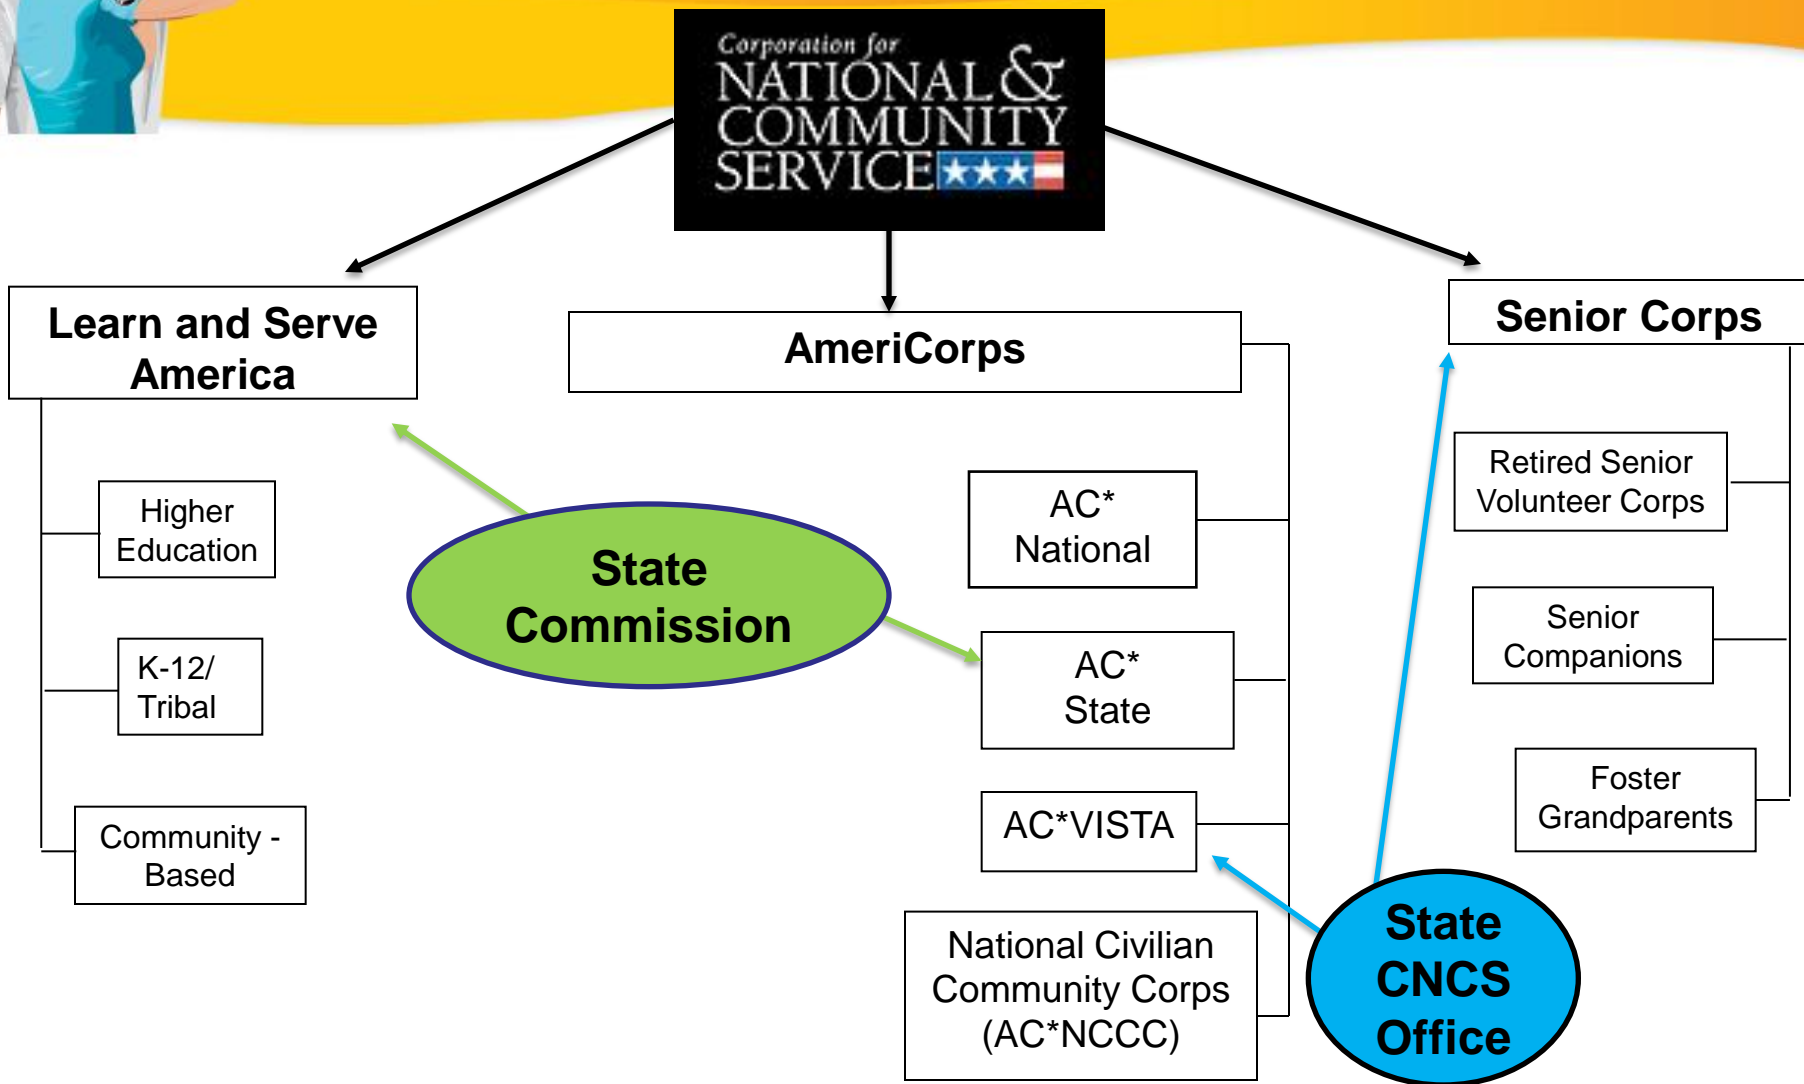 Corporation for
NATIONAL &
COMMUNITY
SERVICE
Learn and Serve
America
AmeriCorps
Senior Corps
Higher
Education
K-12/
Tribal
Community -
Based
State
Commission
AC*
National
AC*
State
AC*VISTA
National Civilian
Community Corps
(AC*NCCC)
Retired Senior
Volunteer Corps
Senior
Companions
Foster
Grandparents
State
CNCS
Office